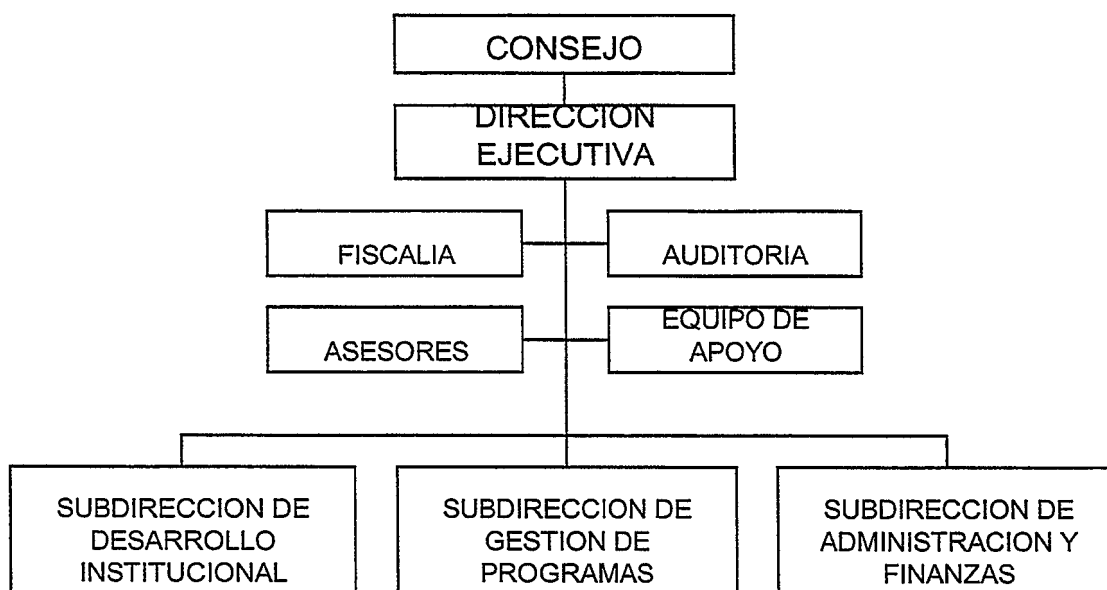 CONSEJO
DIRECCION
EJECUTIVA
FISCALIA
AUDITORIA
ASESORES
EQUIPO DE
APOYO
SUBDIRECCION DE
DESARROLLO
INSTITUCIONAL
SUBDIRECCION DE
GESTION DE
PROGRAMAS
SUBDIRECCION DE
ADMINISTRACION Y
FINANZAS